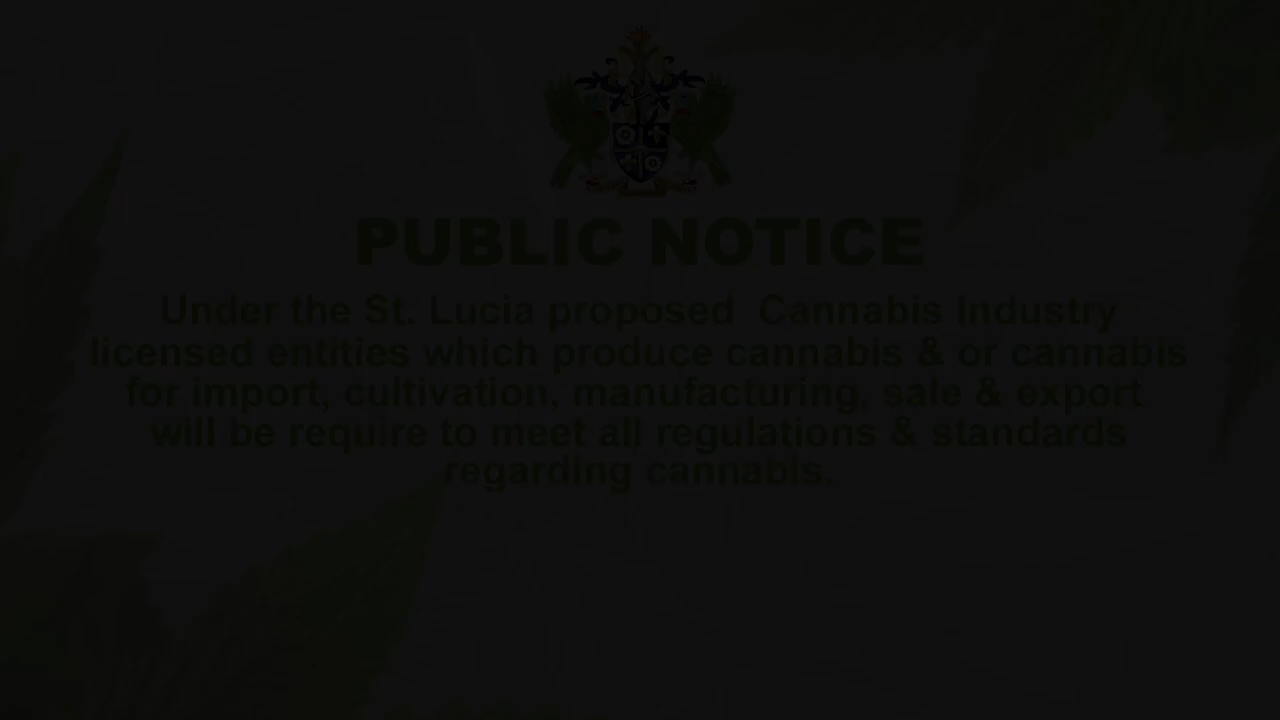 PUBLIC NOTICE
Under the St. Lucia proposed Cannabis Industry
licensed entities which produce cannabis & or cannabis
for import, cultivation, manufacturing, sale & export
will be require to meet all regulations & standards
regarding cannabis.